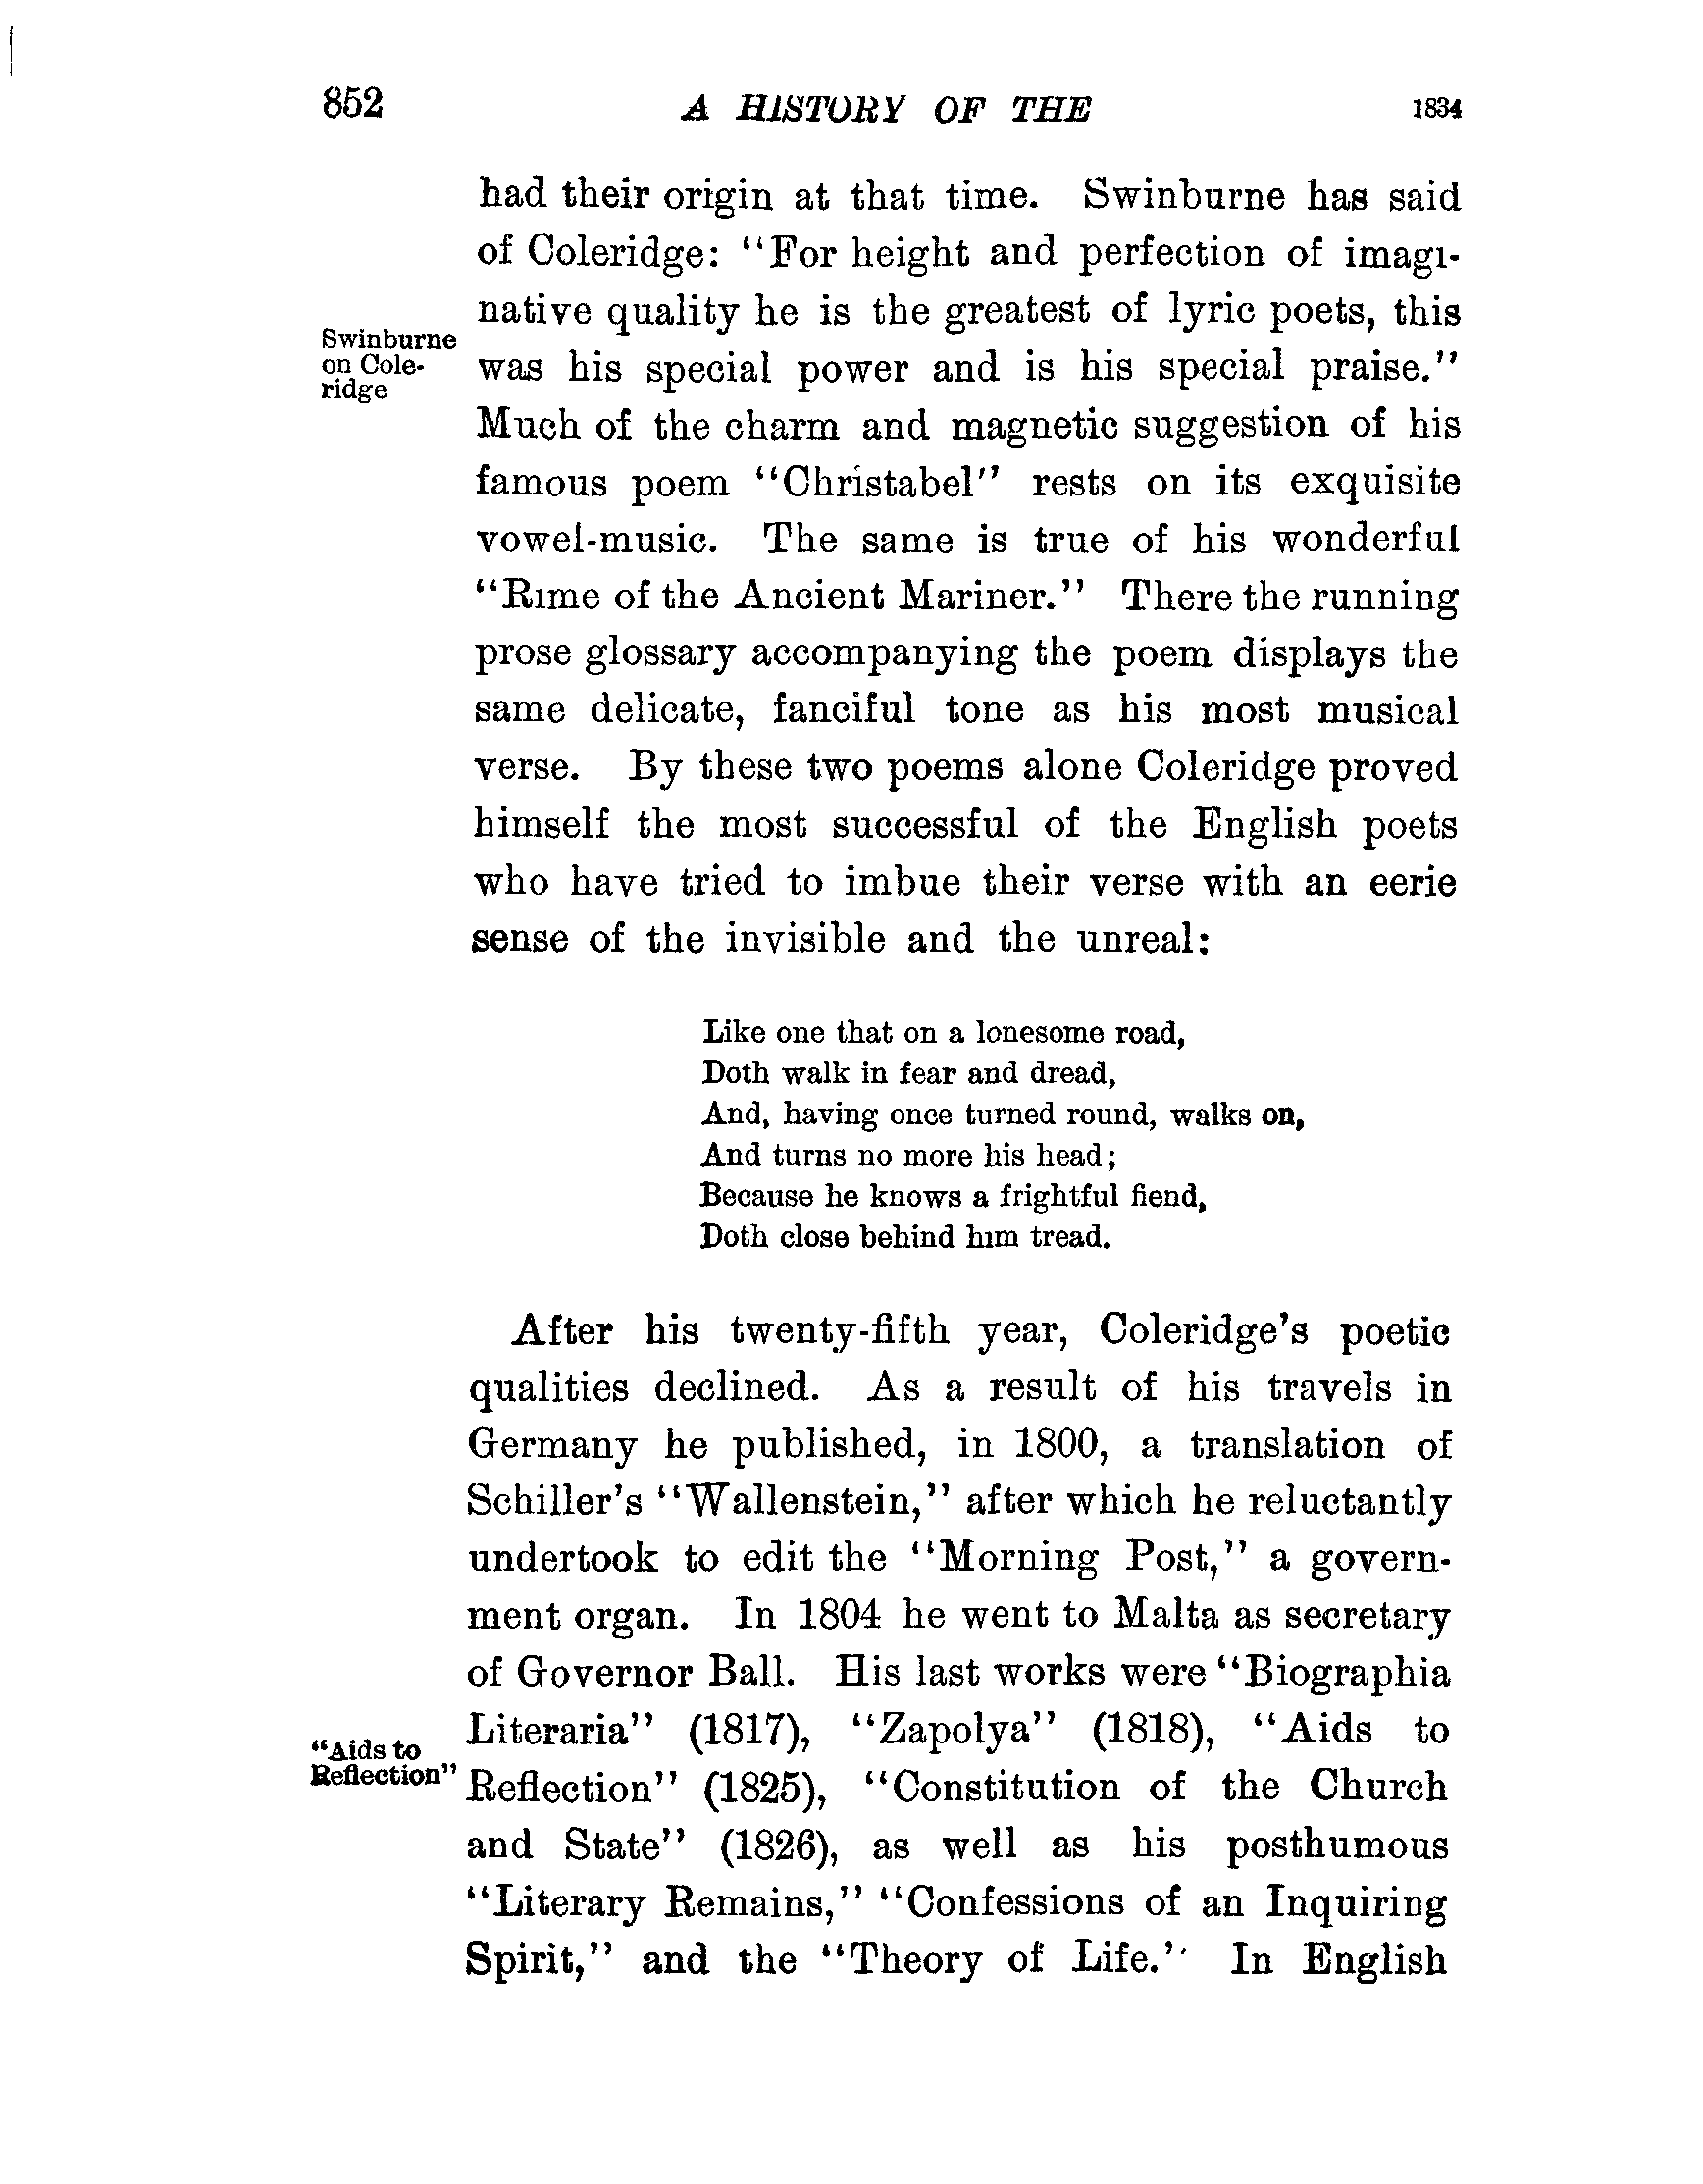 852 A HISTORY OF THE 1834
had their origin at that time. Swinburne has said
of Coleridge: "For height and perfection of imagi-
native quality he is the greatest of lyric poets, this
Swinburne
on Cole-
ridge
was his special power and is his special praise."
Much of the charm and magnetic suggestion of his
famous poem "Christabel" rests on its exquisite
vowel-music. The same is true of his wonderful
"Rime of the Ancient Mariner." There the running
prose glossary accompanying the poem displays the
same delicate, fanciful tone as his most musical
verse. By these two poems alone Coleridge proved
himself the most successful of the English poets
who have tried to imbue their verse with an eerie
sense of the invisible and the unreal:
Like one that on a lonesome road,
Doth walk in fear and dread,
And, having once turned round, walks on,
And turns no more his head;
Because he knows a frightful fiend,
Doth close behind him tread.
After his twenty-fifth year, Coleridge's poetic
qualities declined. As a result of his travels in
Germany he published, in 1800, a translation of
Schiller's "Wallenstein," after which he reluctantly
undertook to edit the "Morning Post," a govern-
ment organ. In 1804 he went to Malta as secretary
of Governor Ball. His last works were "Biographia
Literaria" (1817), "Zapolya" (1818), "Aids to
"Aids to
Reflection"
Reflection" (1825), "Constitution of the Church
and State" (1826), as well as his posthumous
"Literary Remains," "Confessions of an Inquiring
Spirit," and the "Theory of Life." In English